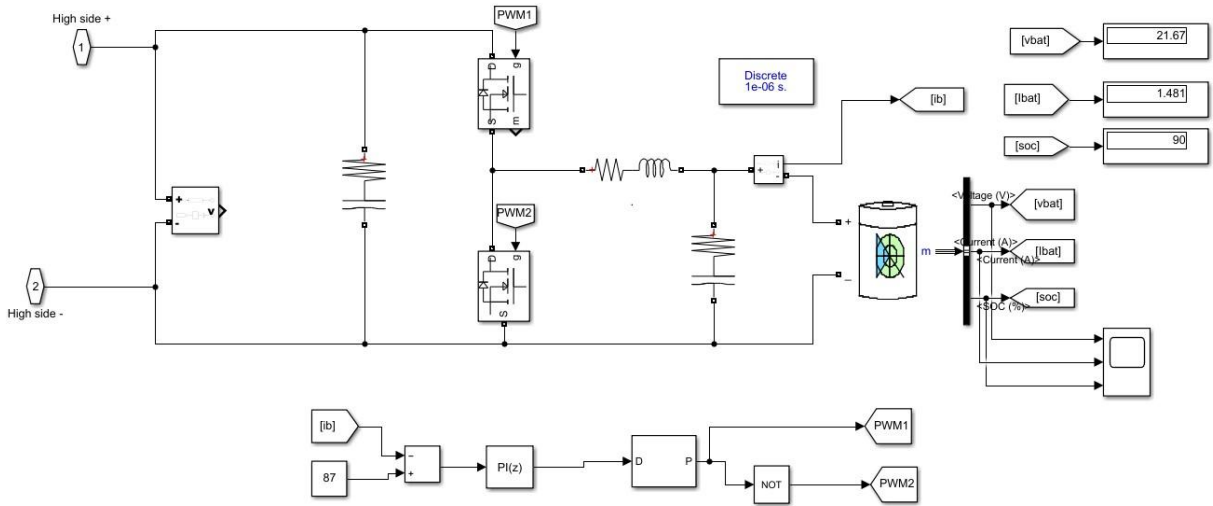 High side +
1
PWM1
D
g
S
m
Discrete
1e-06 s.
[ib]
[vbat]
21.67
[Ibat]
1.481
[soc]
90
+
-
v
PWM2
D
g
S
+
+
i
-
+
_
m
<Voltage (V)>
[vbat]
<Current (A)>
<Current (A)>
[Ibat]
[soc]
<SOC (%)>
2
High side -
[ib]
87
−
+
PI(z)
D
P
NOT
PWM1
PWM2